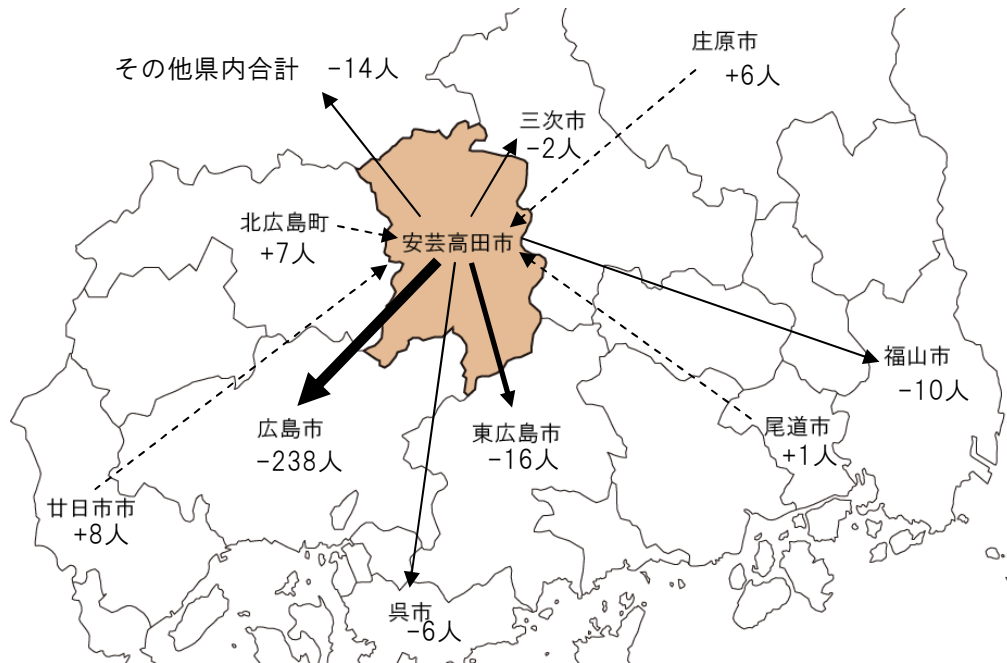 庄原市
+6人
その他県内合計 -14人
三次市
-2人
北広島町
+7人
安芸高田市
福山市
-10人
広島市
-238人
東広島市
-16人
尾道市
+1人
廿日市市
+8人
呉市
-6人